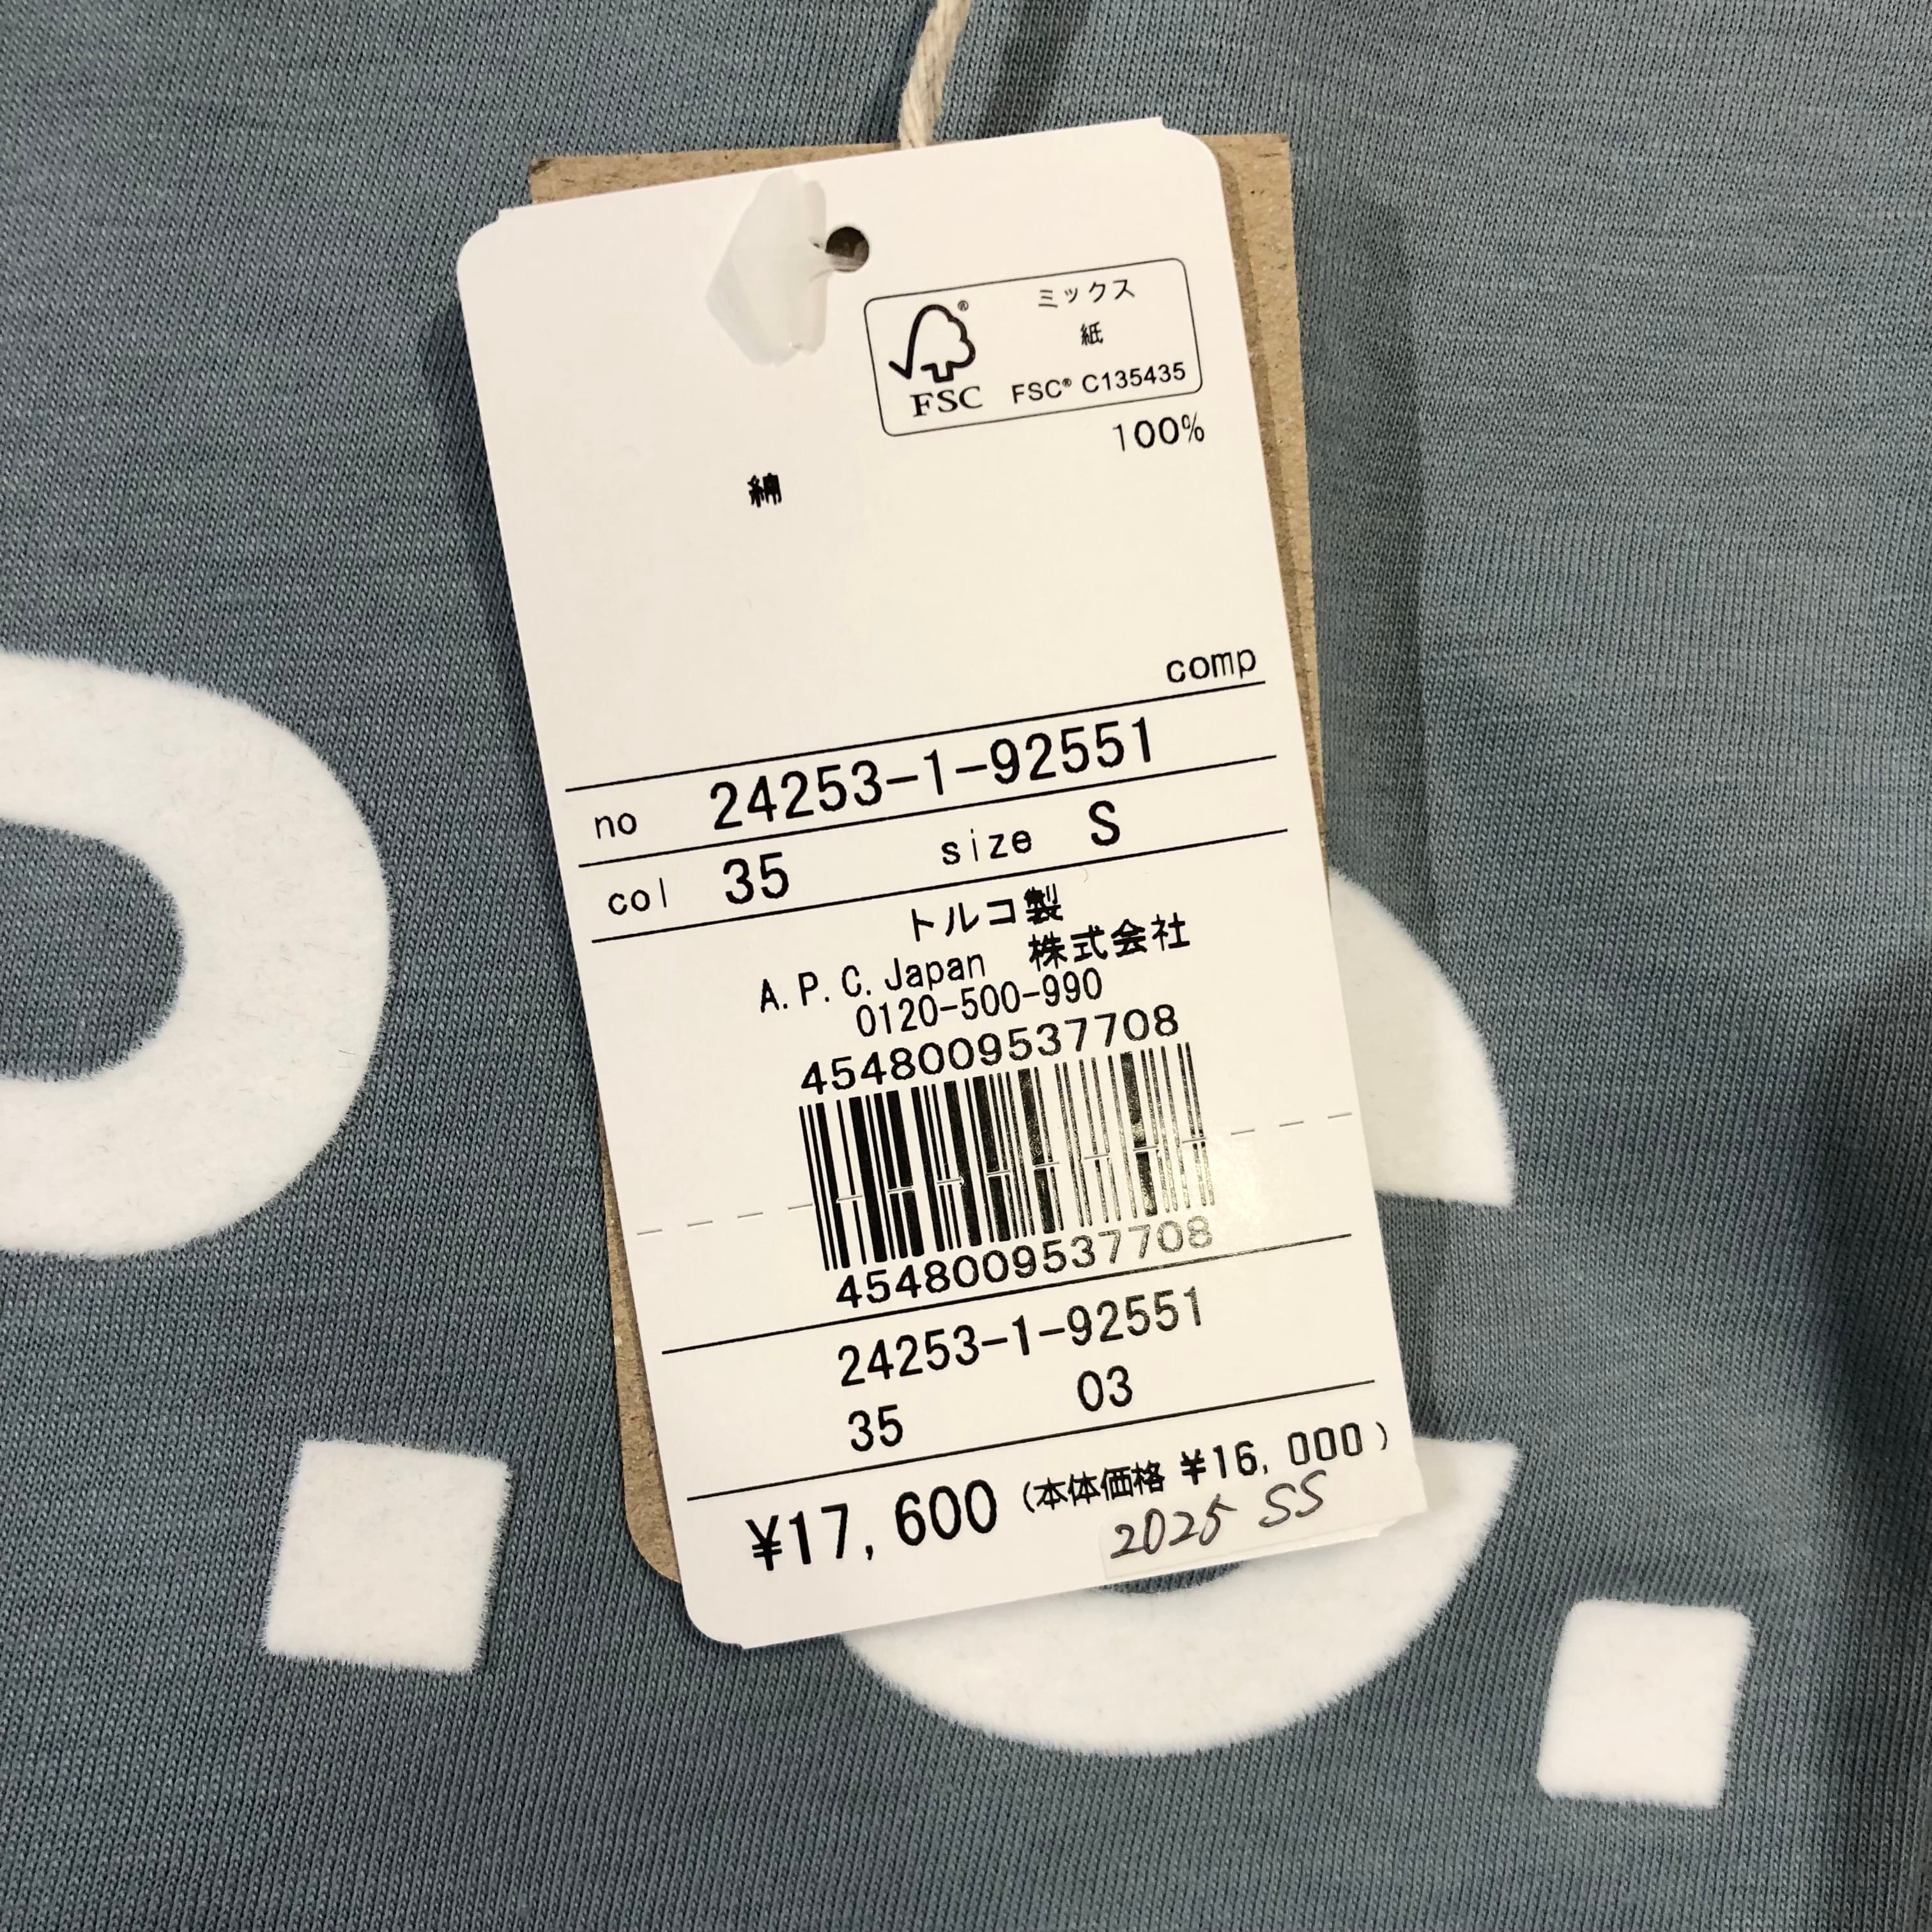 ミックス
紙
FSC
FSC® C135435
綿 100%
comp
no 24253-1-92551
col 35 size S
トルコ製
A.P.C.Japan 株式会社
0120-500-990
4548009537708
4548009537708
24253-1-92551
35 03
¥17,600 (本体価格 ¥16,000)
2025 SS